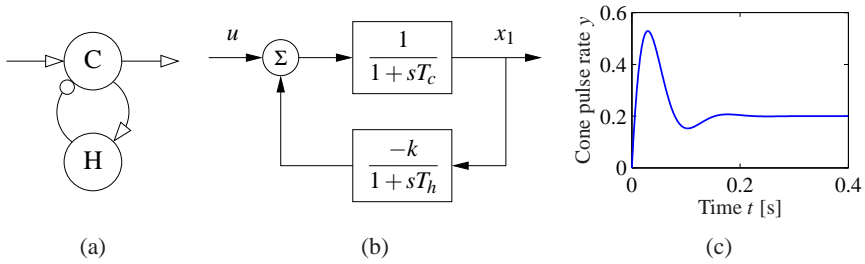 C
H
(a)
u
Σ
1
1 + sT_c
x_1
−k
1 + sT_h
(b)
Cone pulse rate y
0.6
0.4
0.2
0
0
0.2
0.4
Time t [s]
(c)